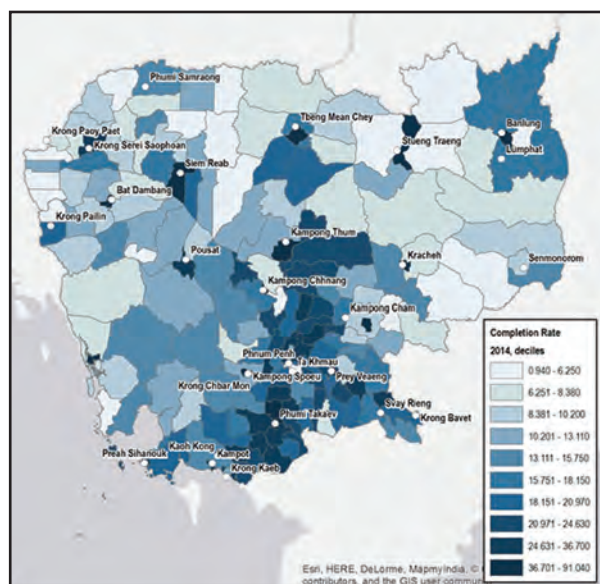 Phumi Samraong
Krong Paoy Paet
Krong Serei Saophoan
Tbeng Mean Chey
Banlung
Stueng Traeng
Lumphat
Siem Reab
Bat Dambang
Krong Pailin
Kampong Thum
Pousat
Kracheh
Senmonorom
Kampong Chhnang
Kampong Cham
Phnum Penh
Ta Khmau
Krong Chbar Mon
Kampong Spoeu
Prey Veaeng
Svay Rieng
Krong Bavet
Phumi Takaev
Kaoh Kong
Kampot
Preah Sihanouk
Krong Kaeb
Completion Rate
2014, deciles
0.940 - 6.250
6.251 - 8.380
8.381 - 10.200
10.201 - 13.110
13.111 - 15.750
15.751 - 18.150
18.151 - 20.970
20.971 - 24.630
24.631 - 36.700
36.701 - 91.040
Esri, HERE, DeLorme, MapmyIndia, ©
contributors, and the GIS user